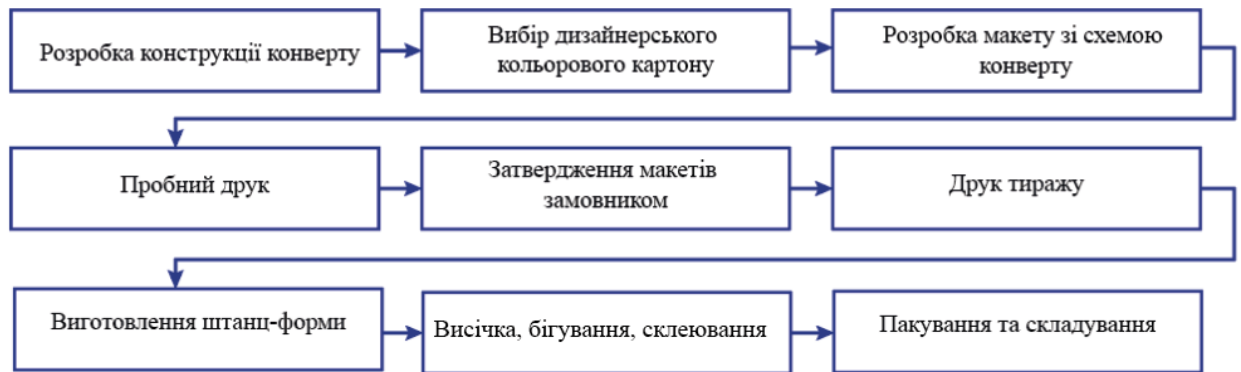 Розробка конструкції конверту
Вибір дизайнерського
кольорового картону
Розробка макету зі схемою
конверту
Пробний друк
Затвердження макетів
замовником
Друк тиражу
Виготовлення штанц-форми
Висічка, бігування, склеювання
Пакування та складування